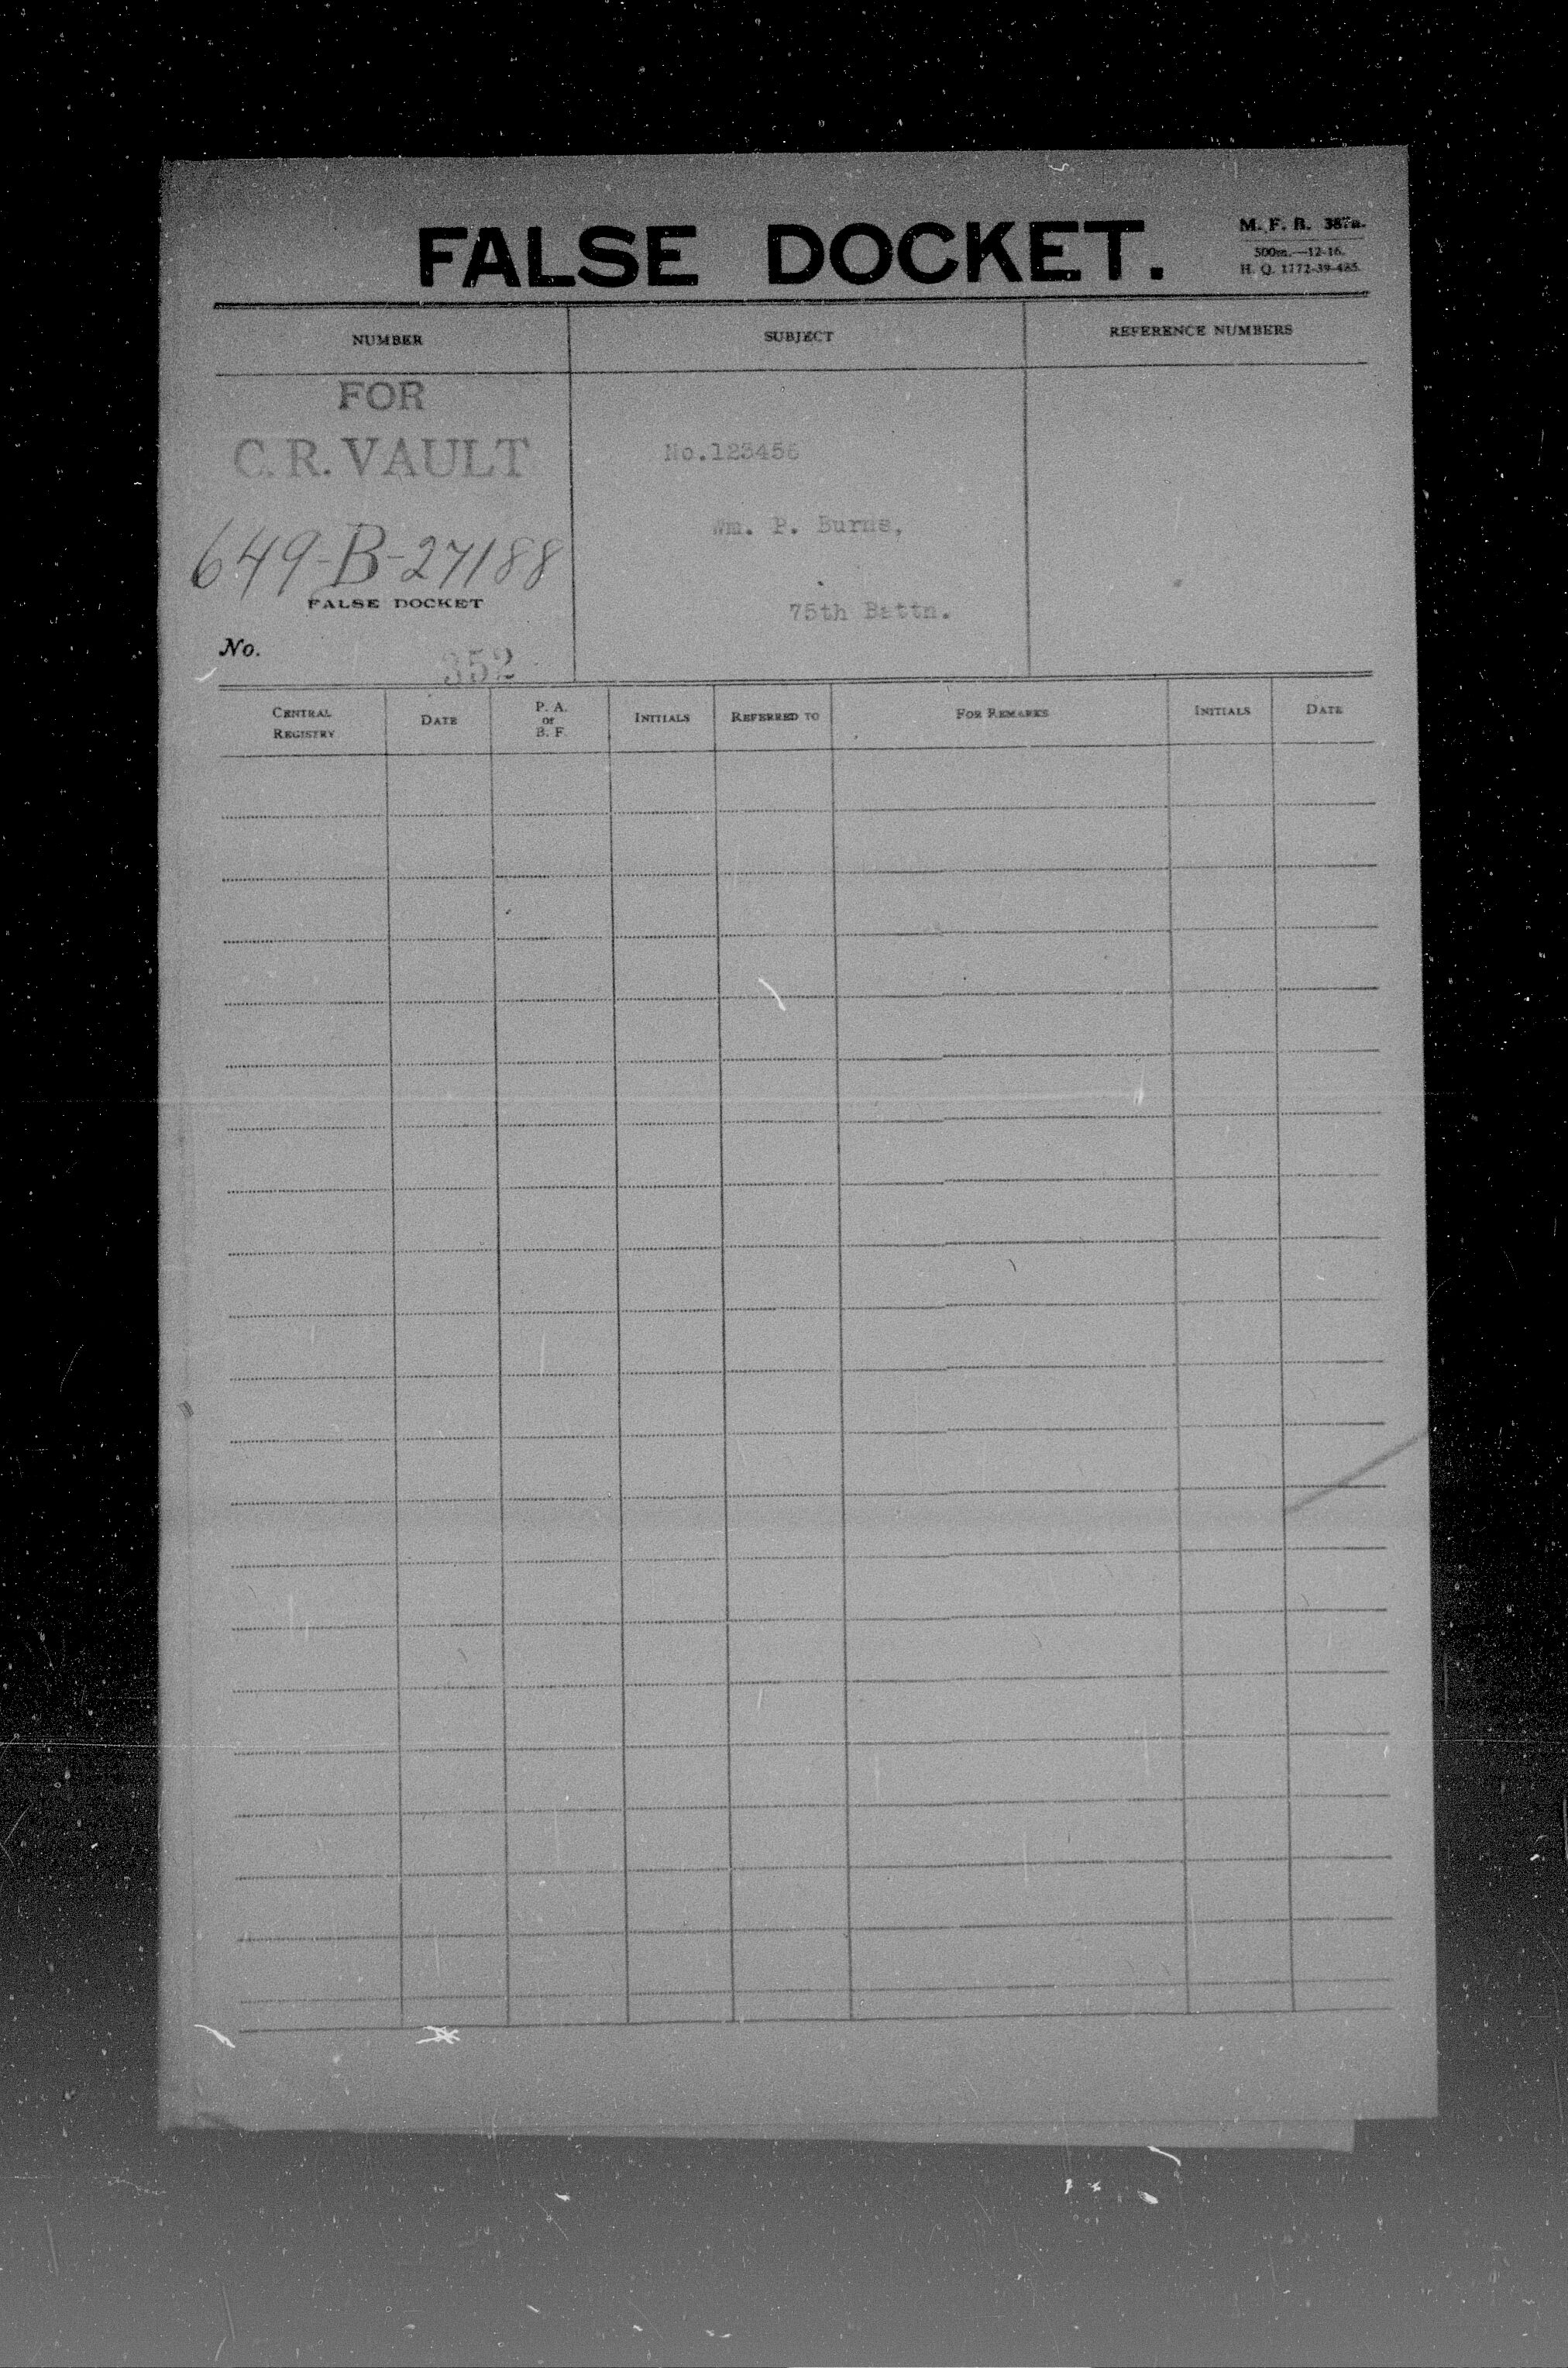 FALSE DOCKET.
M. F. B. 387A.
500m.—12-16.
H. Q. 1772-39-485.
NUMBER
SUBJECT
REFERENCE NUMBERS
FOR
C. R. VAULT
649-B-27188
FALSE DOCKET
No.
352
No.123456
Wm. P. Burns,
75th Battn.
CENTRAL REGISTRY
DATE
P. A. or B. F.
INITIALS
REFERRED TO
FOR REMARKS
INITIALS
DATE